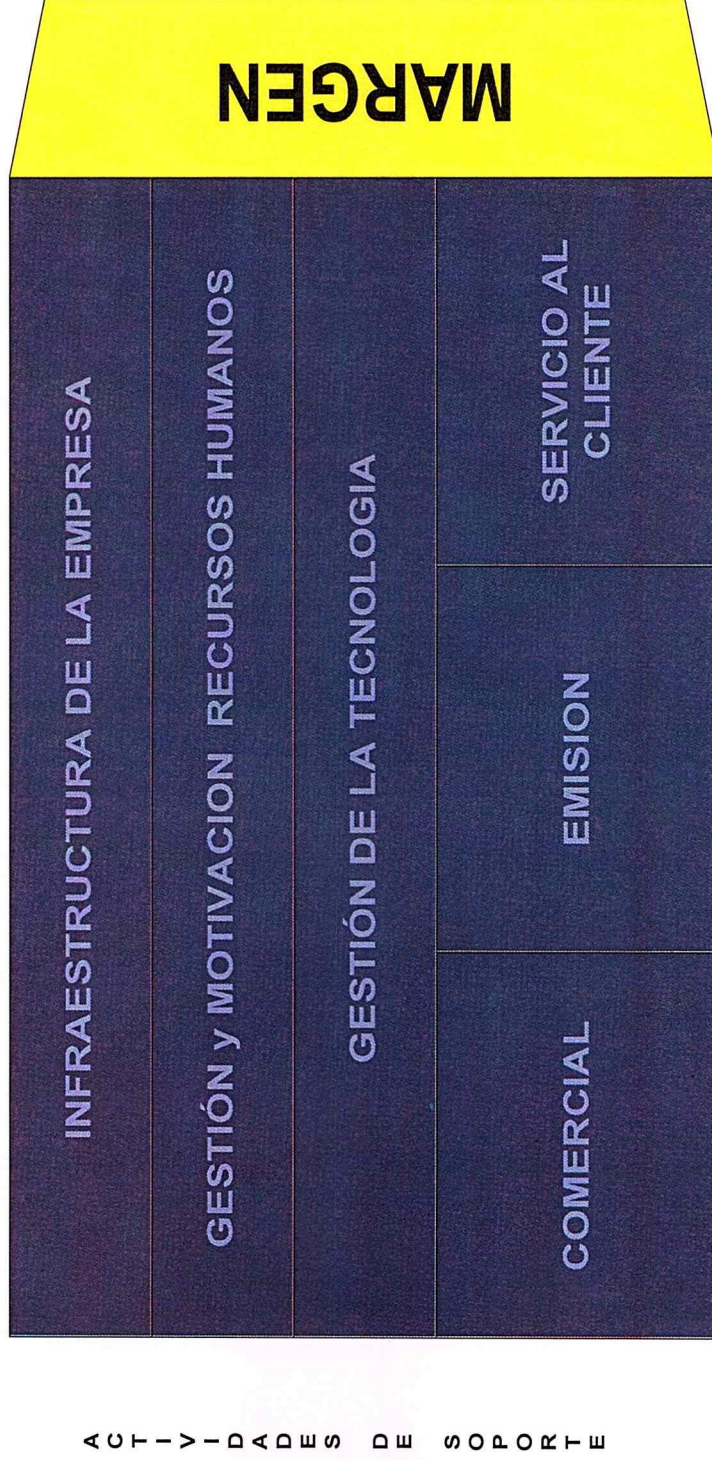 ACTIVIDADES DE SOPORTE
INFRAESTRUCTURA DE LA EMPRESA
GESTIÓN y MOTIVACION RECURSOS HUMANOS
GESTIÓN DE LA TECNOLOGIA
COMERCIAL
EMISION
SERVICIO AL
CLIENTE
MARGEN